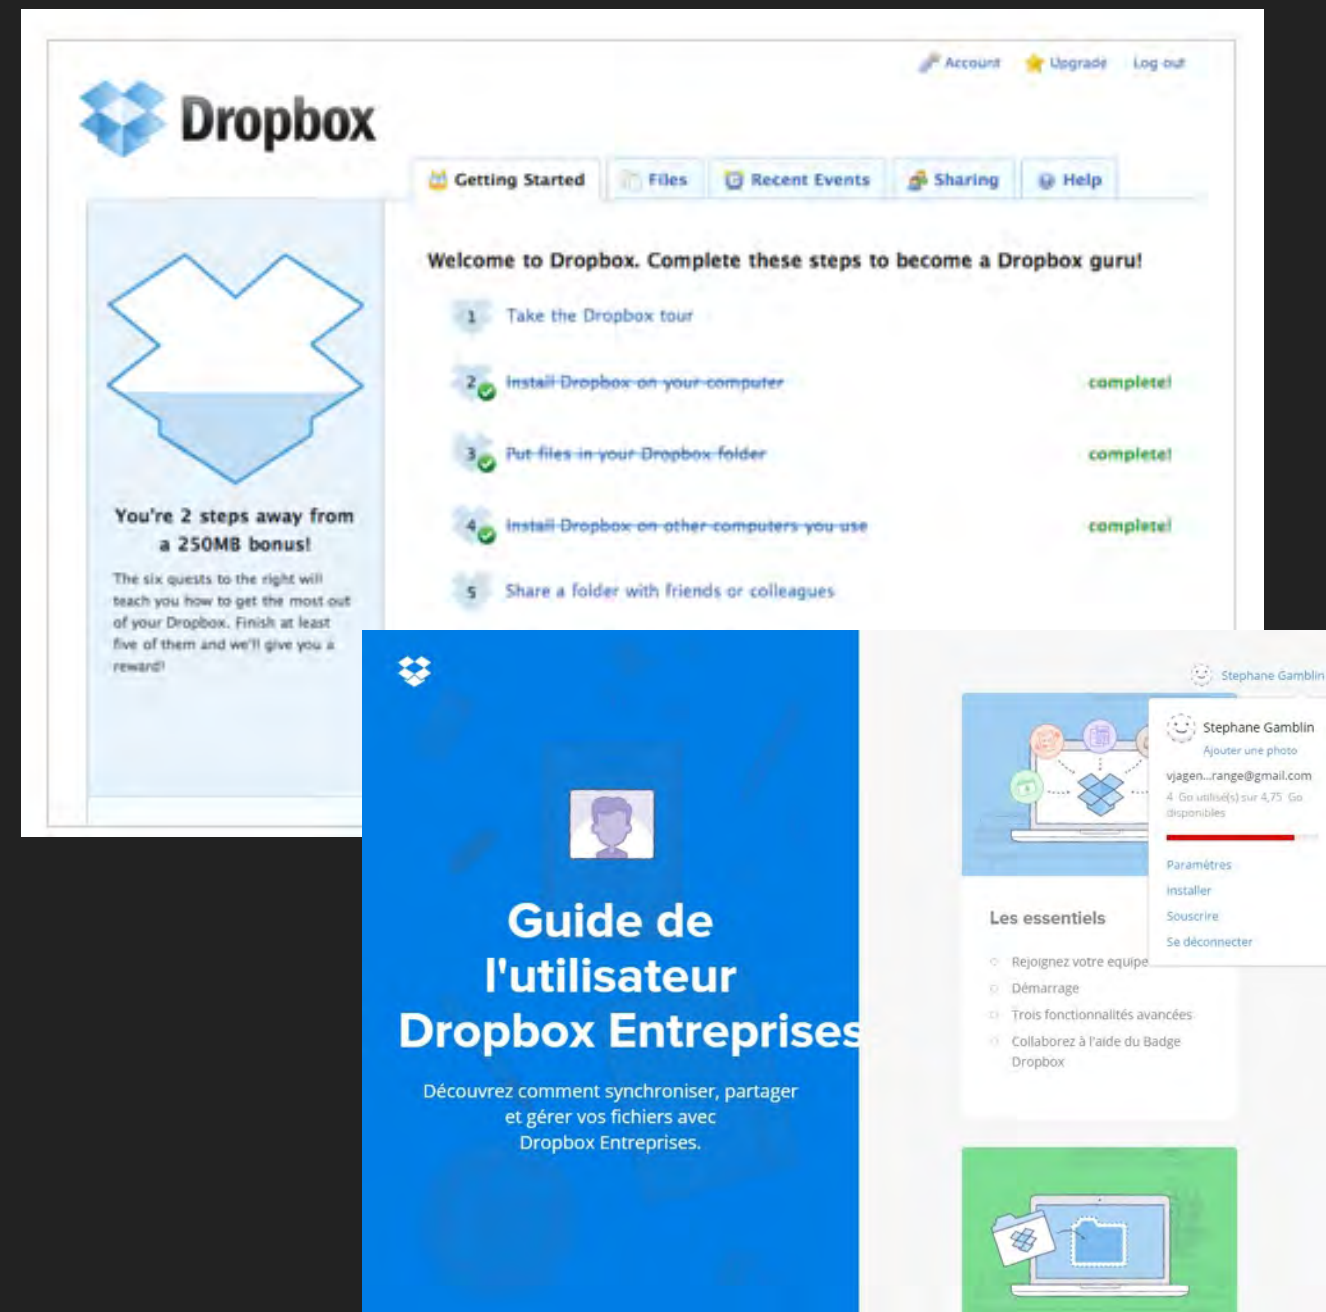 Account Upgrade Log out
Dropbox
Getting Started Files Recent Events Sharing Help
Welcome to Dropbox. Complete these steps to become a Dropbox guru!
1 Take the Dropbox tour
2 Install Dropbox on your computer complete!
3 Put files in your Dropbox folder complete!
4 Install Dropbox on other computers you use complete!
5 Share a folder with friends or colleagues
You're 2 steps away from
a 250MB bonus!
The six quests to the right will
teach you how to get the most out
of your Dropbox. Finish at least
five of them and we'll give you a
reward!
Guide de
l'utilisateur
Dropbox Entreprises
Découvrez comment synchroniser, partager
et gérer vos fichiers avec
Dropbox Entreprises.
Stephane Gamblin
Stephane Gamblin
Ajouter une photo
vjagen...range@gmail.com
4 Go utilisé(s) sur 4,75 Go
disponibles
Paramètres
Installer
Souscrire
Se déconnecter
Les essentiels
Rejoignez votre equipe
Démarrage
Trois fonctionnalités avancées
Collaborez à l'aide du Badge
Dropbox